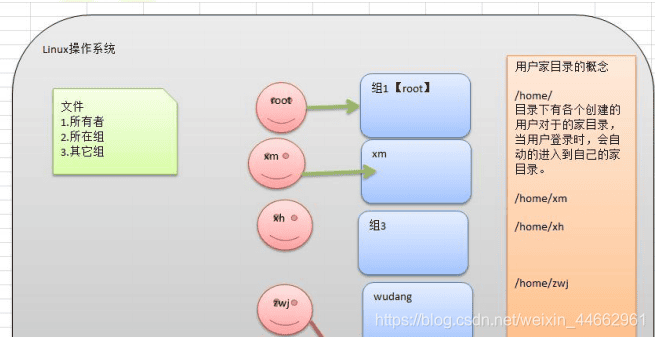 Linux操作系统
文件
1.所有者
2.所在组
3.其它组
root
xm
xh
zwj
组1【root】
xm
组3
wudang
用户家目录的概念
/home/
目录下有各个创建的
用户对于的家目录，
当用户登录时，会自
动的进入到自己的家
目录。
/home/xm
/home/xh
/home/zwj
https://blog.csdn.net/weixin_44662961